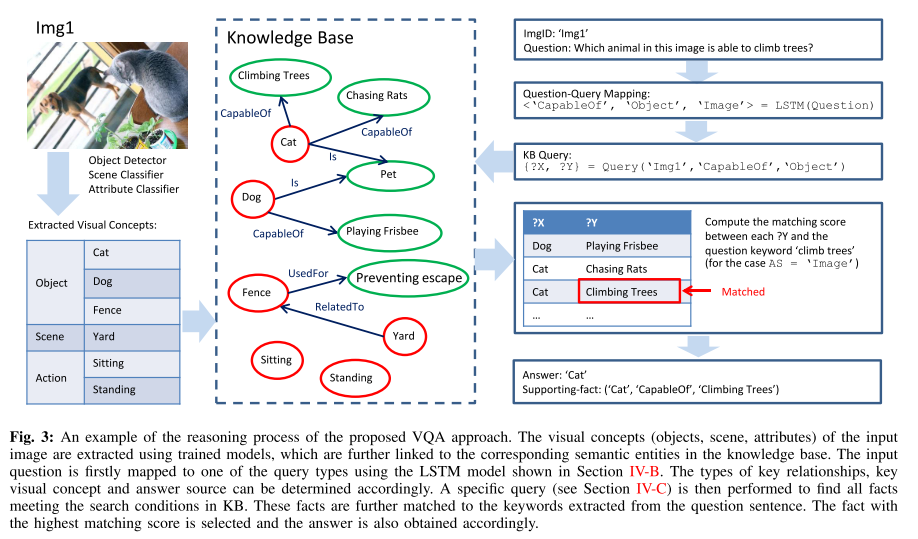 Img1
Object Detector
Scene Classifier
Attribute Classifier
Extracted Visual Concepts:
Object
Cat
Dog
Fence
Scene
Yard
Action
Sitting
Standing
Knowledge Base
Climbing Trees
Chasing Rats
CapableOf
CapableOf
Cat
Is
Pet
Is
Dog
CapableOf
Playing Frisbee
UsedFor
Preventing escape
Fence
RelatedTo
Yard
Sitting
Standing
ImgID: ‘Img1’
Question: Which animal in this image is able to climb trees?
Question-Query Mapping:
<‘CapableOf’, ‘Object’, ‘Image’> = LSTM(Question)
KB Query:
{?X, ?Y} = Query(‘Img1’,‘CapableOf’,‘Object’)
?X ?Y
Dog Playing Frisbee
Cat Chasing Rats
Cat Climbing Trees
… …
Compute the matching score
between each ?Y and the
question keyword ‘climb trees’
(for the case AS = ‘Image’)
Matched
Answer: ‘Cat’
Supporting-fact: (‘Cat’, ‘CapableOf’, ‘Climbing Trees’)
Fig. 3: An example of the reasoning process of the proposed VQA approach. The visual concepts (objects, scene, attributes) of the input
image are extracted using trained models, which are further linked to the corresponding semantic entities in the knowledge base. The input
question is firstly mapped to one of the query types using the LSTM model shown in Section IV-B. The types of key relationships, key
visual concept and answer source can be determined accordingly. A specific query (see Section IV-C) is then performed to find all facts
meeting the search conditions in KB. These facts are further matched to the keywords extracted from the question sentence. The fact with
the highest matching score is selected and the answer is also obtained accordingly.